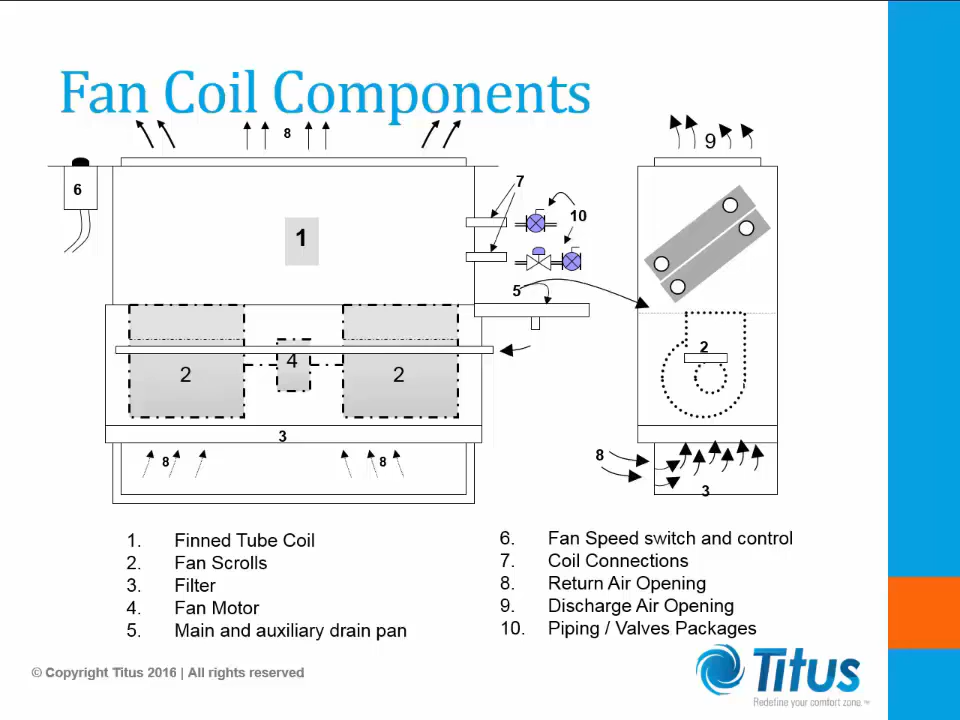 Fan Coil Components
8
9
6
7
10
1
5
2
4
2
2
3
8
8
8
3
1. Finned Tube Coil
2. Fan Scrolls
3. Filter
4. Fan Motor
5. Main and auxiliary drain pan
6. Fan Speed switch and control
7. Coil Connections
8. Return Air Opening
9. Discharge Air Opening
10. Piping / Valves Packages
© Copyright Titus 2016 | All rights reserved
Titus
Redefine your comfort zone.™